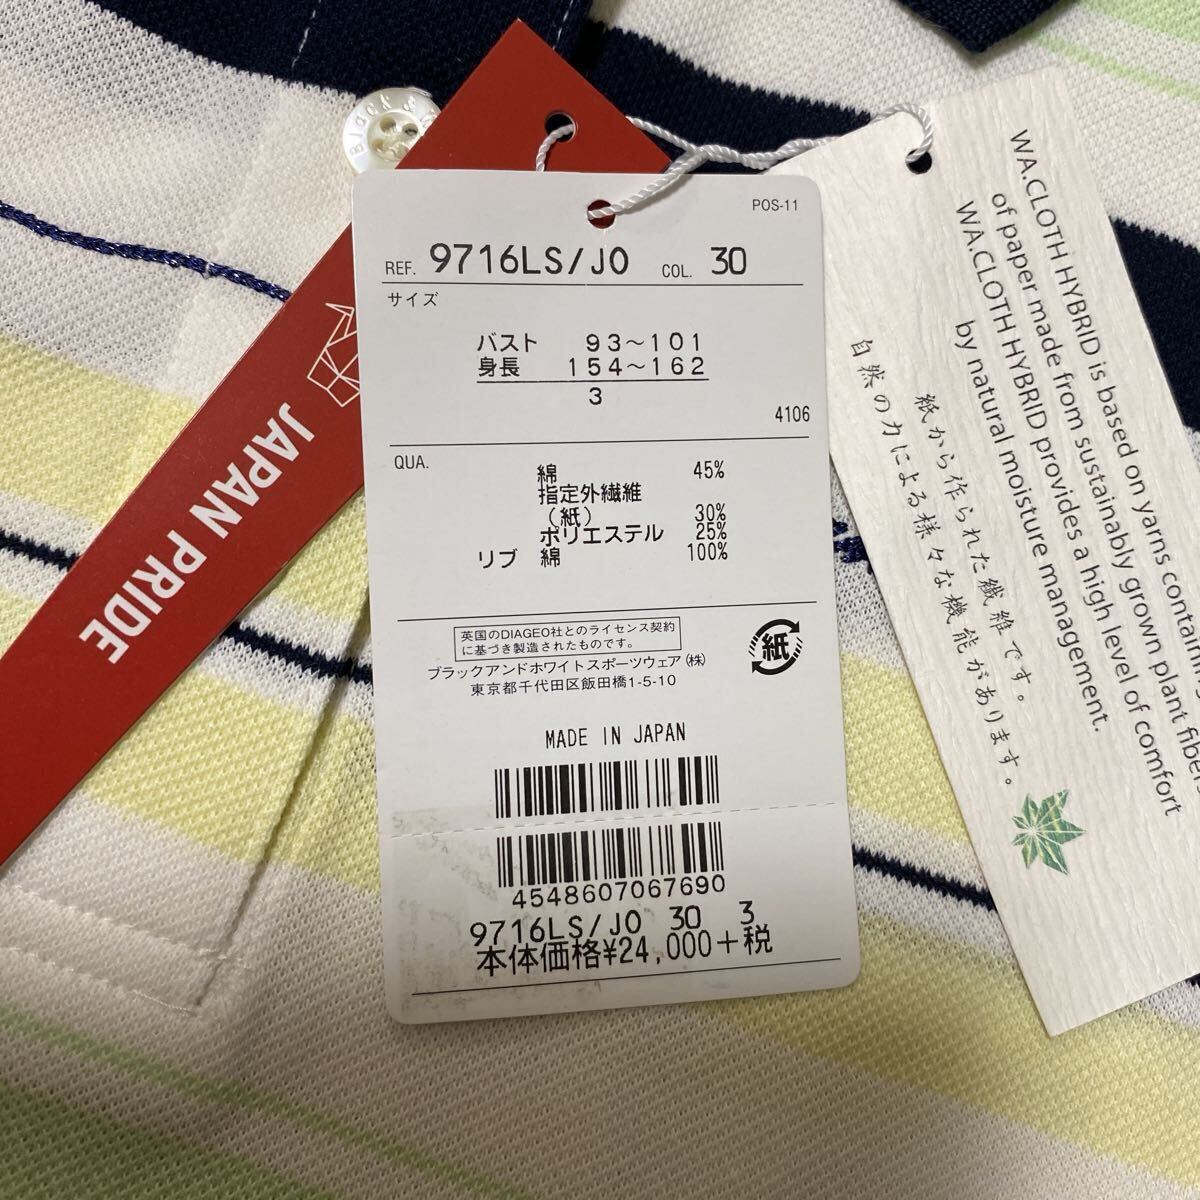 Black &
JAPAN PRIDE
POS-11
REF. 9716LS/JO COL. 30
サイズ
バスト 93～101
身長 154～162
3
4106
QUA.
綿 45%
指定外繊維
（紙） 30%
ポリエステル 25%
リブ 綿 100%
英国のDIAGEO社とのライセンス契約
に基づき製造されたものです。
ブラックアンドホワイトスポーツウェア(株)
東京都千代田区飯田橋1-5-10
紙
MADE IN JAPAN
4548607067690
9716LS/JO 30 3
本体価格¥24,000+税
WA.CLOTH HYBRID is based on yarns containing
of paper made from sustainably grown plant fibers
WA.CLOTH HYBRID provides a high level of comfort
by natural moisture management.
紙から作られた繊維です。
自然の力による様々な機能があります。